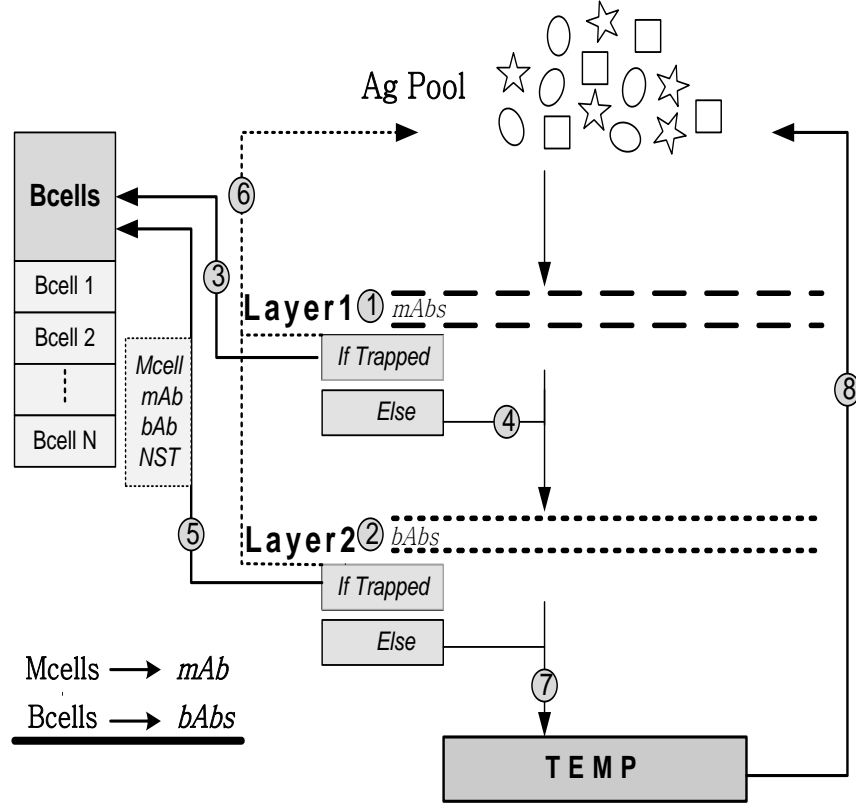 Ag Pool
Bcells
6
3
Bcell 1
Layer1 1 mAbs
Bcell 2
If Trapped
Mcell
mAb
bAb
NST
8
Else
4
Bcell N
5
Layer2 2 bAbs
If Trapped
Else
Mcells mAb
7
Bcells bAbs
TEMP